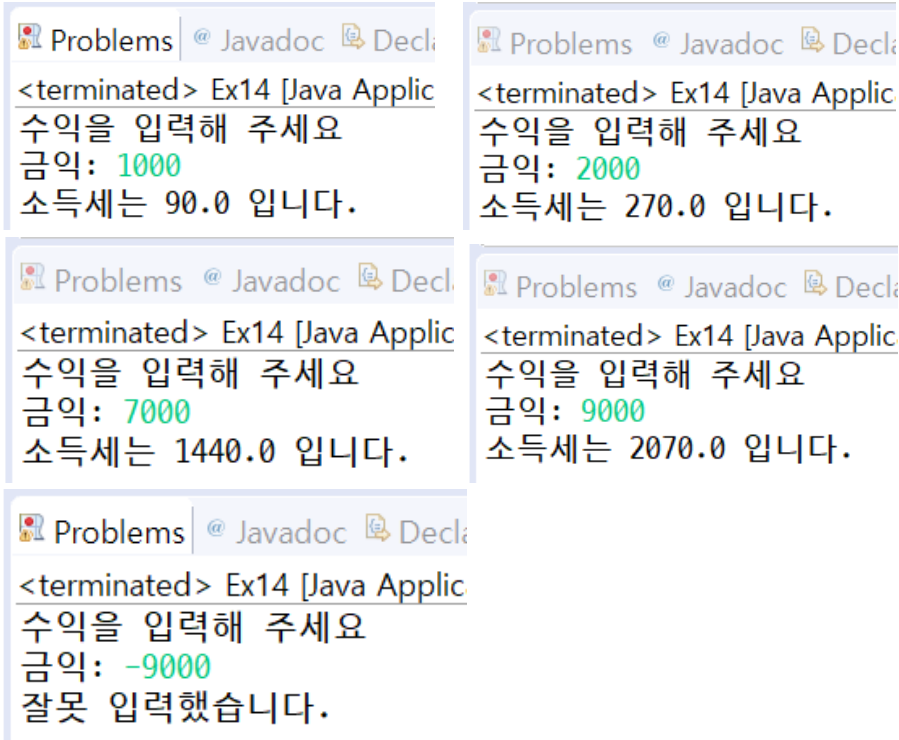 Problems @ Javadoc Decl
<terminated> Ex14 [Java Applic
수익을 입력해 주세요
금익: 1000
소득세는 90.0 입니다.
Problems @ Javadoc Decla
<terminated> Ex14 [Java Applic
수익을 입력해 주세요
금익: 2000
소득세는 270.0 입니다.
Problems @ Javadoc Decl
<terminated> Ex14 [Java Applic
수익을 입력해 주세요
금익: 7000
소득세는 1440.0 입니다.
Problems @ Javadoc Decla
<terminated> Ex14 [Java Applica
수익을 입력해 주세요
금익: 9000
소득세는 2070.0 입니다.
Problems @ Javadoc Decla
<terminated> Ex14 [Java Applica
수익을 입력해 주세요
금익: -9000
잘못 입력했습니다.